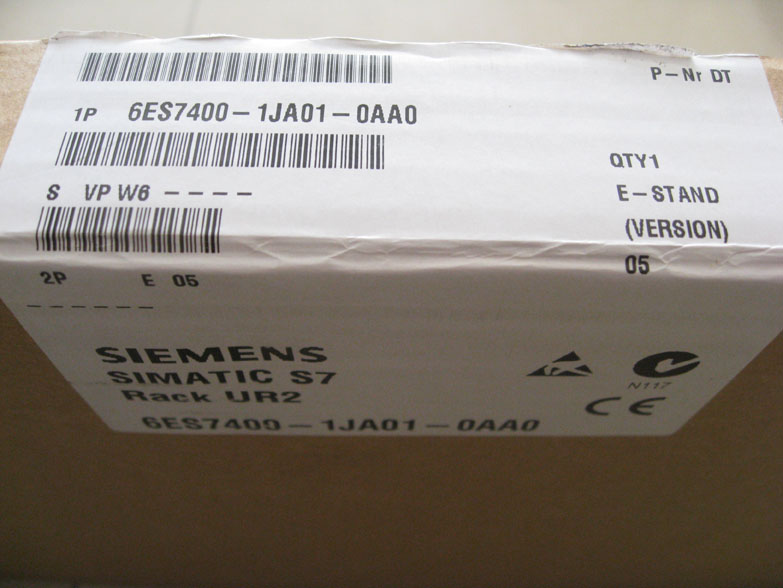 P-Nr DT
1P 6ES7400-1JA01-0AA0
QTY1
S VP W6 ----
E-STAND
(VERSION)
05
2P E 05
------
SIEMENS
SIMATIC S7
Rack UR2
N117
CE
6ES7400-1JA01-0AA0